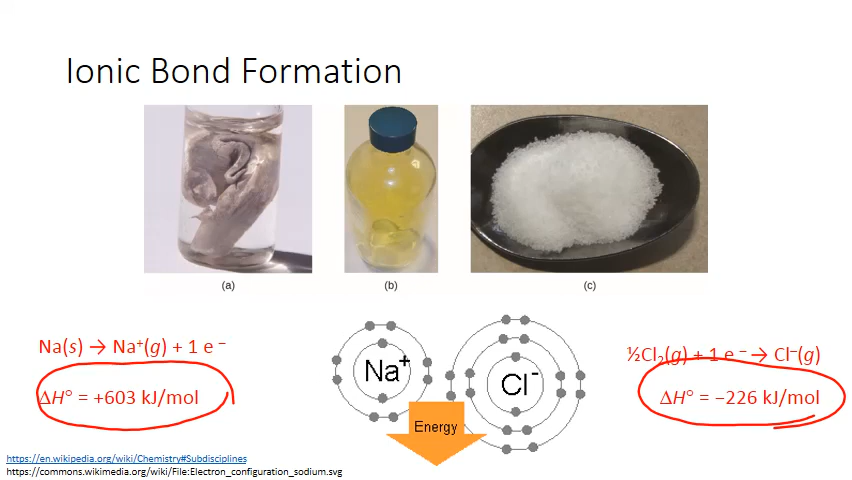 Ionic Bond Formation
(a)
(b)
(c)
Na(s) → Na⁺(g) + 1 e ⁻
ΔH° = +603 kJ/mol
Na⁺
Cl⁻
Energy
½Cl₂(g) + 1 e ⁻ → Cl⁻(g)
ΔH° = −226 kJ/mol
https://en.wikipedia.org/wiki/Chemistry#Subdisciplines
https://commons.wikimedia.org/wiki/File:Electron_configuration_sodium.svg